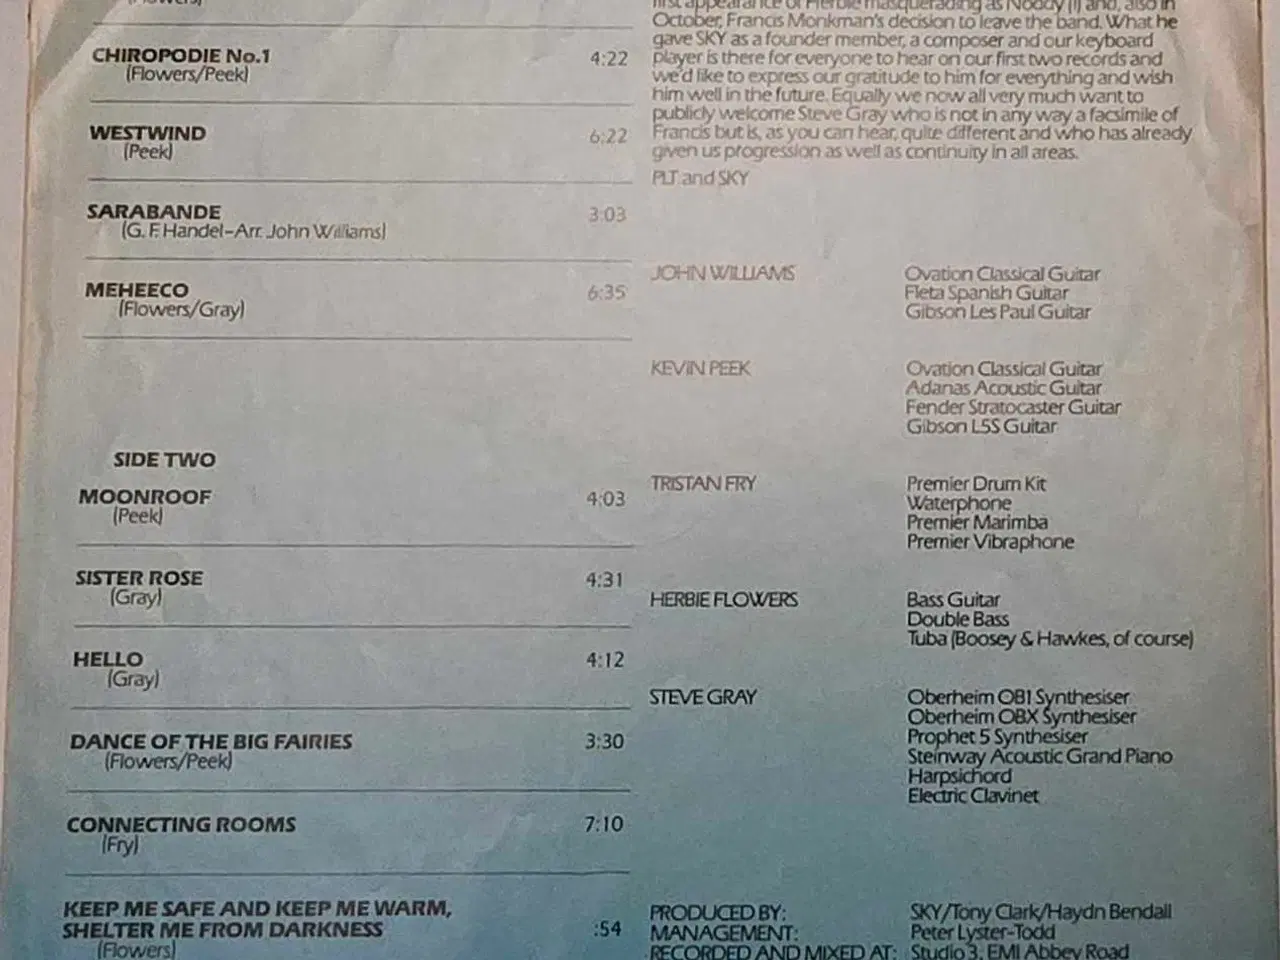 CHIROPODIE No.1 4:22
(Flowers/Peek)
WESTWIND 6:22
(Peek)
SARABANDE 3:03
(G. F. Handel-Arr. John Williams)
MEHEECO 6:35
(Flowers/Gray)
SIDE TWO
MOONROOF 4:03
(Peek)
SISTER ROSE 4:31
(Gray)
HELLO 4:12
(Gray)
DANCE OF THE BIG FAIRIES 3:30
(Flowers/Peek)
CONNECTING ROOMS 7:10
(Fry)
KEEP ME SAFE AND KEEP ME WARM,
SHELTER ME FROM DARKNESS :54
(Flowers)
first appearance of Herbie masquerading as Nobody (!) and, also in
October, Francis Monkman's decision to leave the band. What he
gave SKY as a founder member, a composer and our keyboard
player is there for everyone to hear on our first two records and
we'd like to express our gratitude to him for everything and wish
him well in the future. Equally we now all very much want to
publicly welcome Steve Gray who is not in any way a facsimile of
Francis but is, as you can hear, quite different and who has already
given us progression as well as continuity in all areas.
PLT and SKY
JOHN WILLIAMS Ovation Classical Guitar
Fleta Spanish Guitar
Gibson Les Paul Guitar
KEVIN PEEK Ovation Classical Guitar
Adanas Acoustic Guitar
Fender Stratocaster Guitar
Gibson L5S Guitar
TRISTAN FRY Premier Drum Kit
Waterphone
Premier Marimba
Premier Vibraphone
HERBIE FLOWERS Bass Guitar
Double Bass
Tuba (Boosey & Hawkes, of course)
STEVE GRAY Oberheim OB1 Synthesiser
Oberheim OBX Synthesiser
Prophet 5 Synthesiser
Steinway Acoustic Grand Piano
Harpsichord
Electric Clavinet
PRODUCED BY: SKY/Tony Clark/Haydn Bendall
MANAGEMENT: Peter Lyster-Todd
RECORDED AND MIXED AT: Studio 3, EMI Abbey Road